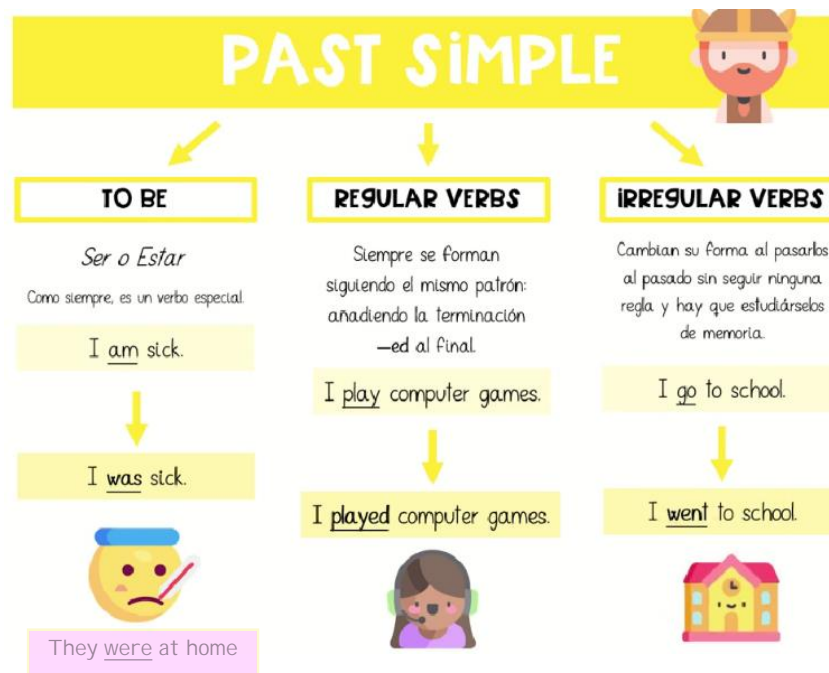 PAST SiMPLE
TO BE
Ser o Estar
Como siempre, es un verbo especial.
I am sick.
I was sick.
They were at home
REGULAR VERBS
Siempre se forman
siguiendo el mismo patrón:
añadiendo la terminación
–ed al final.
I play computer games.
I played computer games.
iRREGULAR VERBS
Cambian su forma al pasarlos
al pasado sin seguir ninguna
regla y hay que estudiárselos
de memoria.
I go to school.
I went to school.